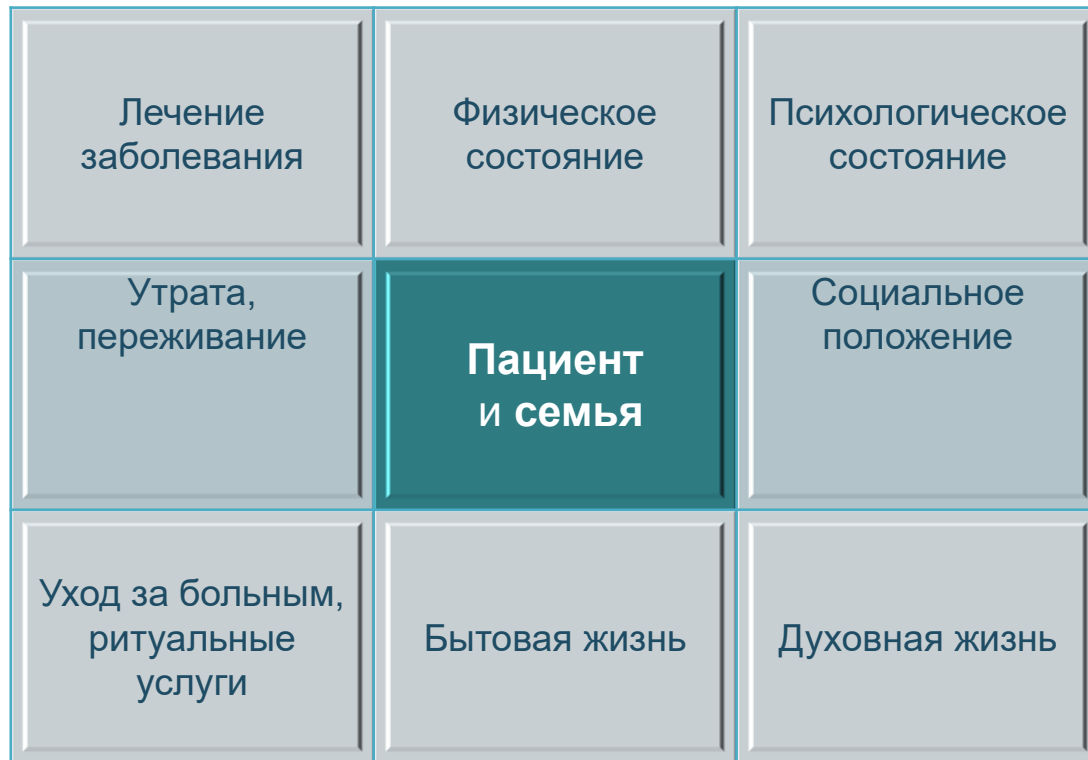 Лечение
заболевания
Физическое
состояние
Психологическое
состояние
Утрата,
переживание
Пациент
и семья
Социальное
положение
Уход за больным,
ритуальные
услуги
Бытовая жизнь
Духовная жизнь